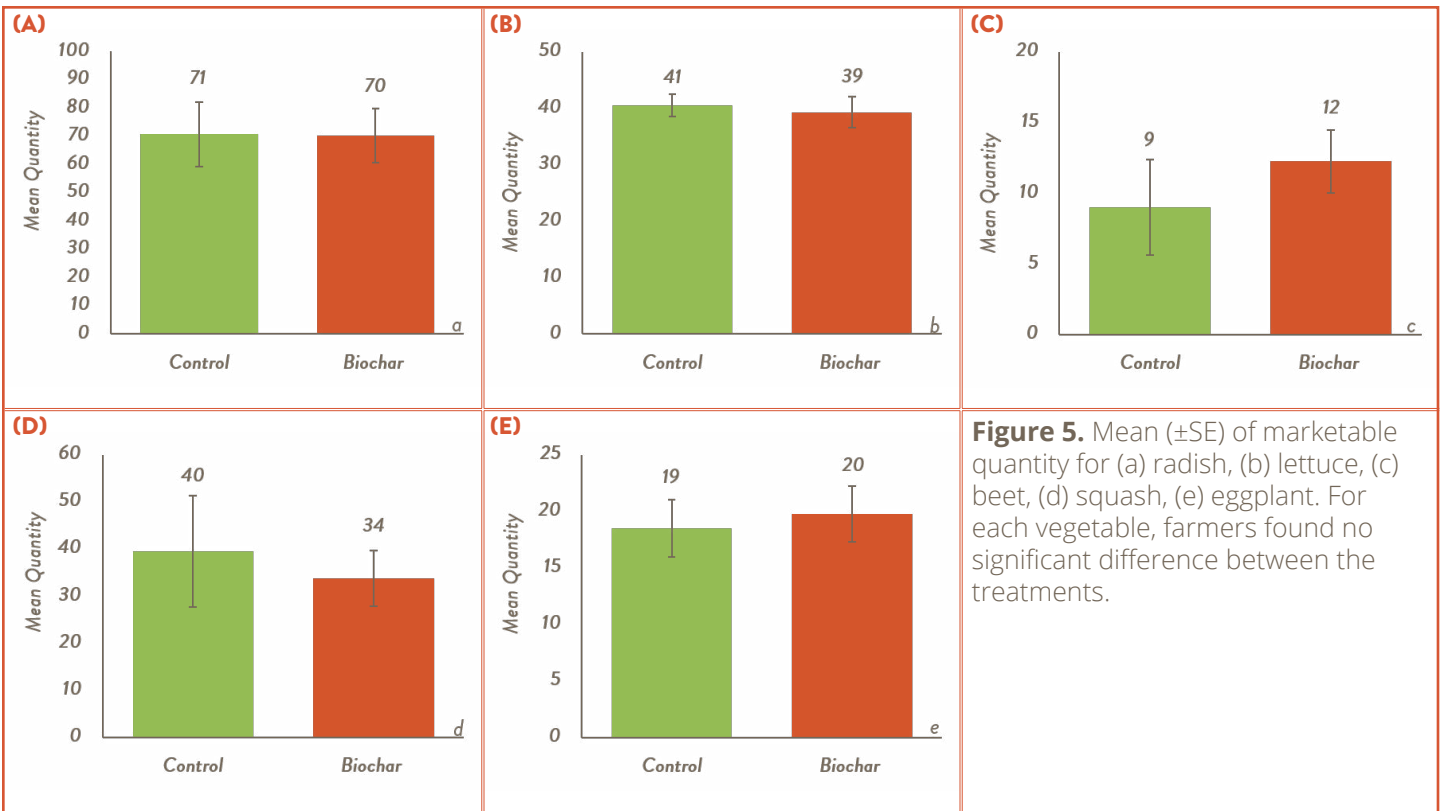 (A)
100
90
80
70
60
50
40
30
20
10
0
Mean Quantity
71
70
a
Control
Biochar
(B)
50
40
30
20
10
0
Mean Quantity
41
39
b
Control
Biochar
(C)
20
15
10
5
0
Mean Quantity
9
12
c
Control
Biochar
(D)
60
50
40
30
20
10
0
Mean Quantity
40
34
d
Control
Biochar
(E)
25
20
15
10
5
0
Mean Quantity
19
20
e
Control
Biochar
Figure 5. Mean (±SE) of marketable
quantity for (a) radish, (b) lettuce, (c)
beet, (d) squash, (e) eggplant. For
each vegetable, farmers found no
significant difference between the
treatments.